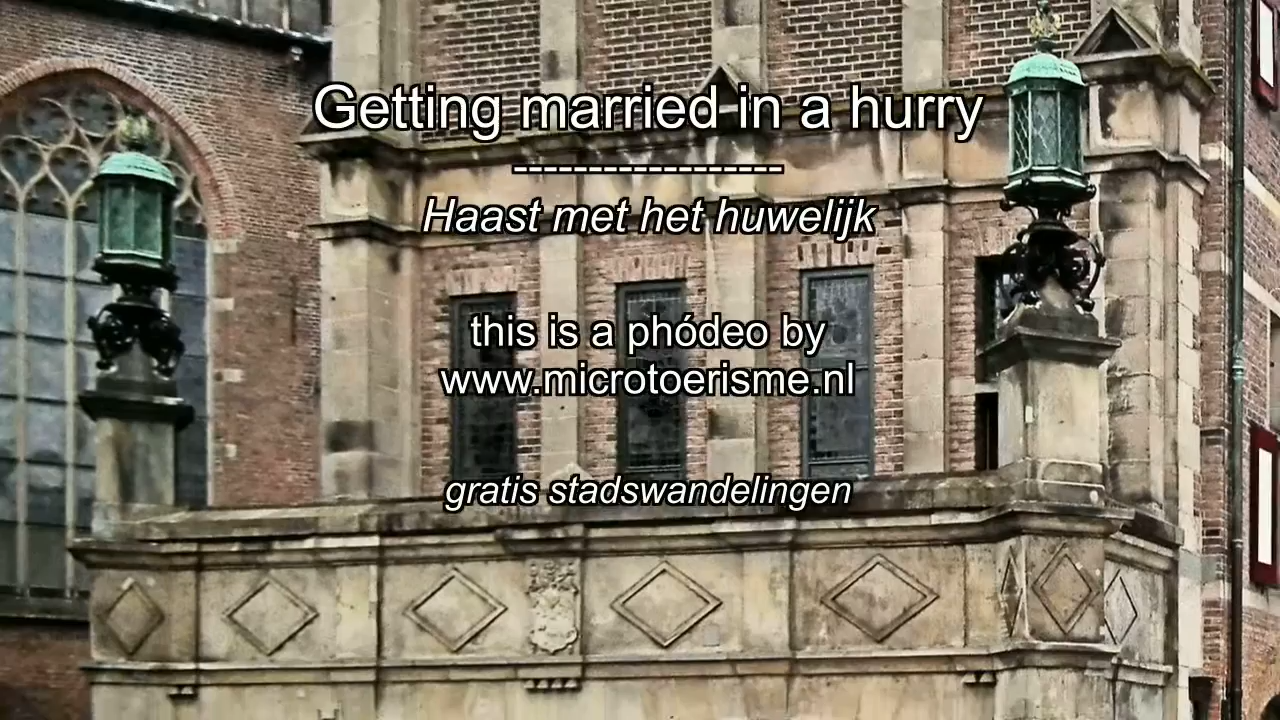 Getting married in a hurry
------------------
Haast met het huwelijk
this is a phódeo by
www.microtoerisme.nl
gratis stadswandelingen